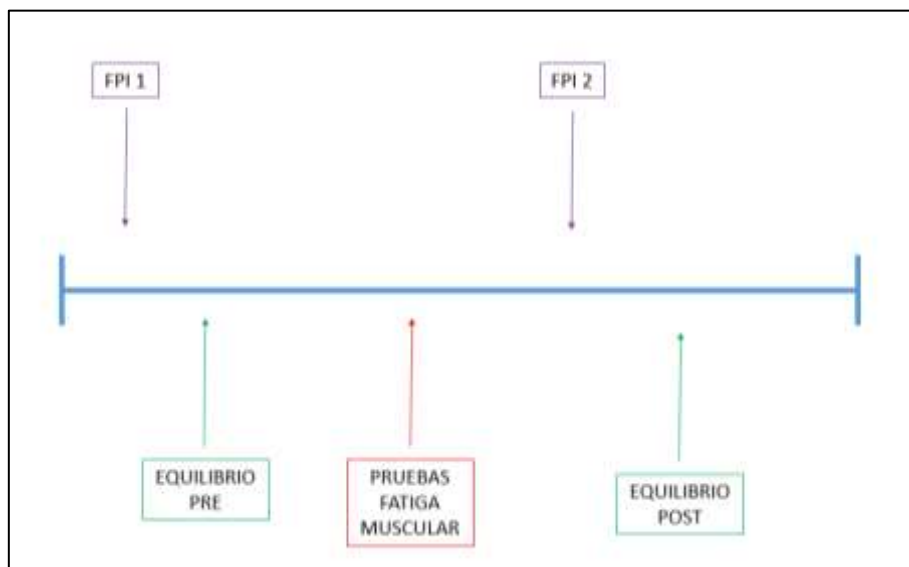 FPI 1
FPI 2
EQUILIBRIO
PRE
PRUEBAS
FATIGA
MUSCULAR
EQUILIBRIO
POST